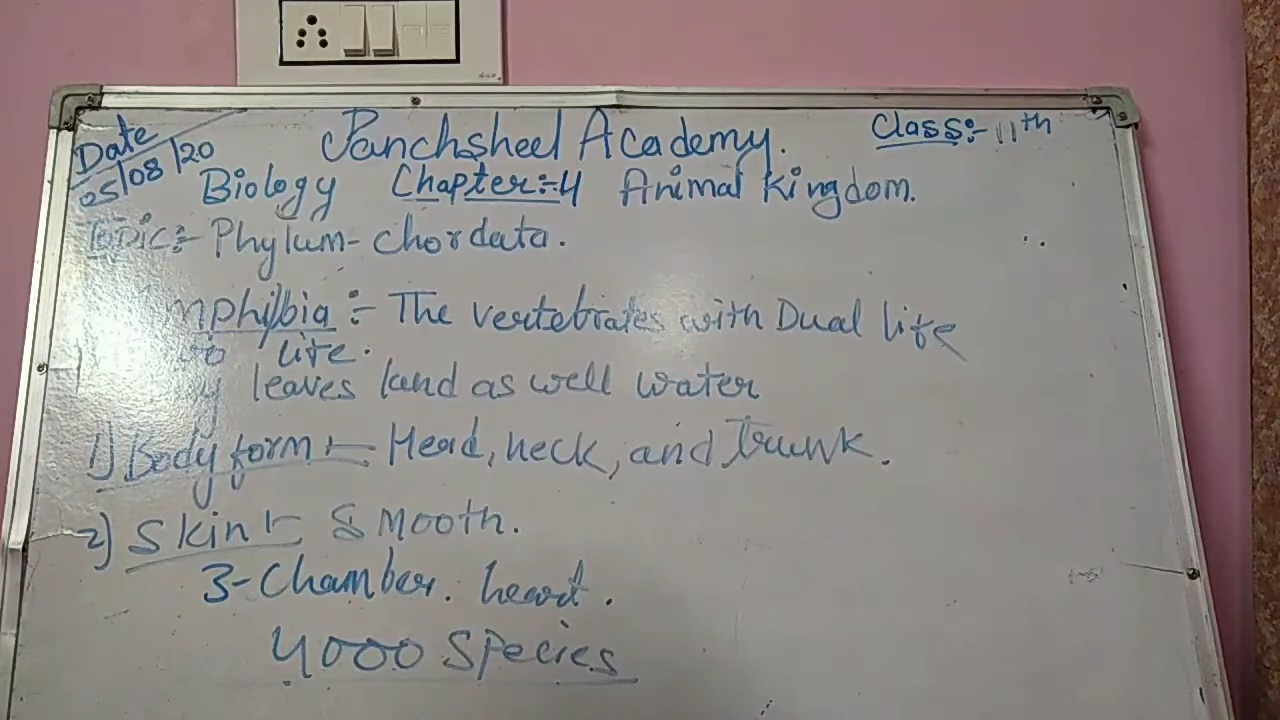 Date
05/08/20
Panchsheel Academy.
Class:- 11th
Biology Chapter:-4 Animal Kingdom.
Topic:- Phylum- Chordata.
mphibia :- The vertebrates with Dual life
life.
y leaves land as well water
1) Body form :- Head, neck, and Trunk.
2) Skin :- Smooth.
3-Chamber. heart.
4000 Species